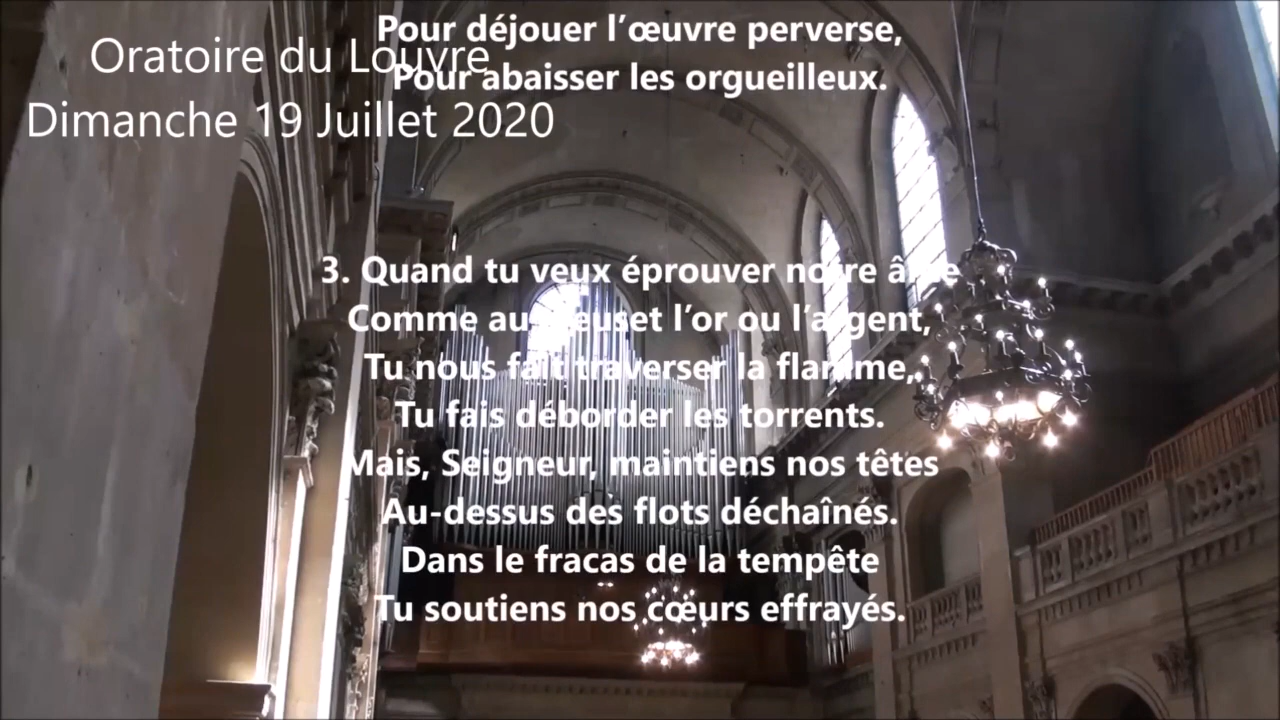 Pour déjouer l’œuvre perverse,
Pour abaisser les orgueilleux.
Oratoire du Louvre
Dimanche 19 Juillet 2020
3. Quand tu veux éprouver notre âme
Comme au creuset l’or ou l’argent,
Tu nous fait traverser la flamme,
Tu fais déborder les torrents.
Mais, Seigneur, maintiens nos têtes
Au-dessus des flots déchaînés.
Dans le fracas de la tempête
Tu soutiens nos cœurs effrayés.